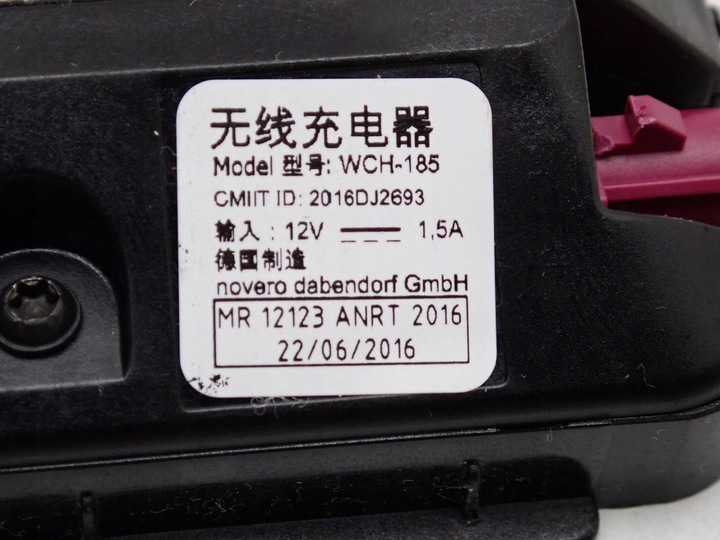 无线充电器
Model 型号: WCH-185
CMIIT ID: 2016DJ2693
输入: 12V 1,5A
德国制造
novero dabendorf GmbH
MR 12123 ANRT 2016
22/06/2016